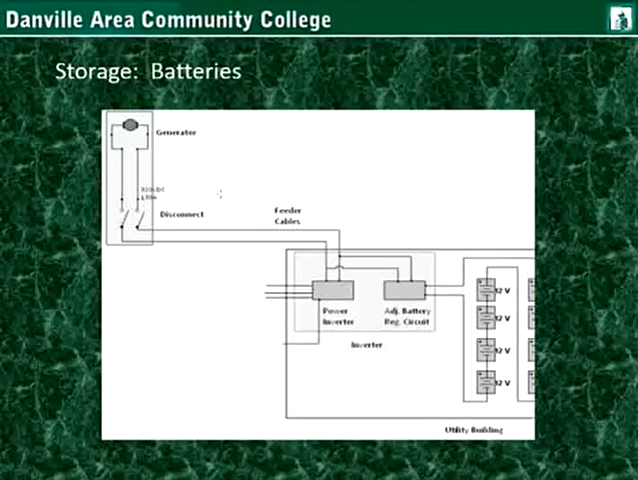 Danville Area Community College
Storage: Batteries
Generator
Disconnect
Feeder
Cables
Power
Inverter
Adj. Battery
Reg. Circuit
Inverter
12 V
12 V
12 V
12 V
Utility Building